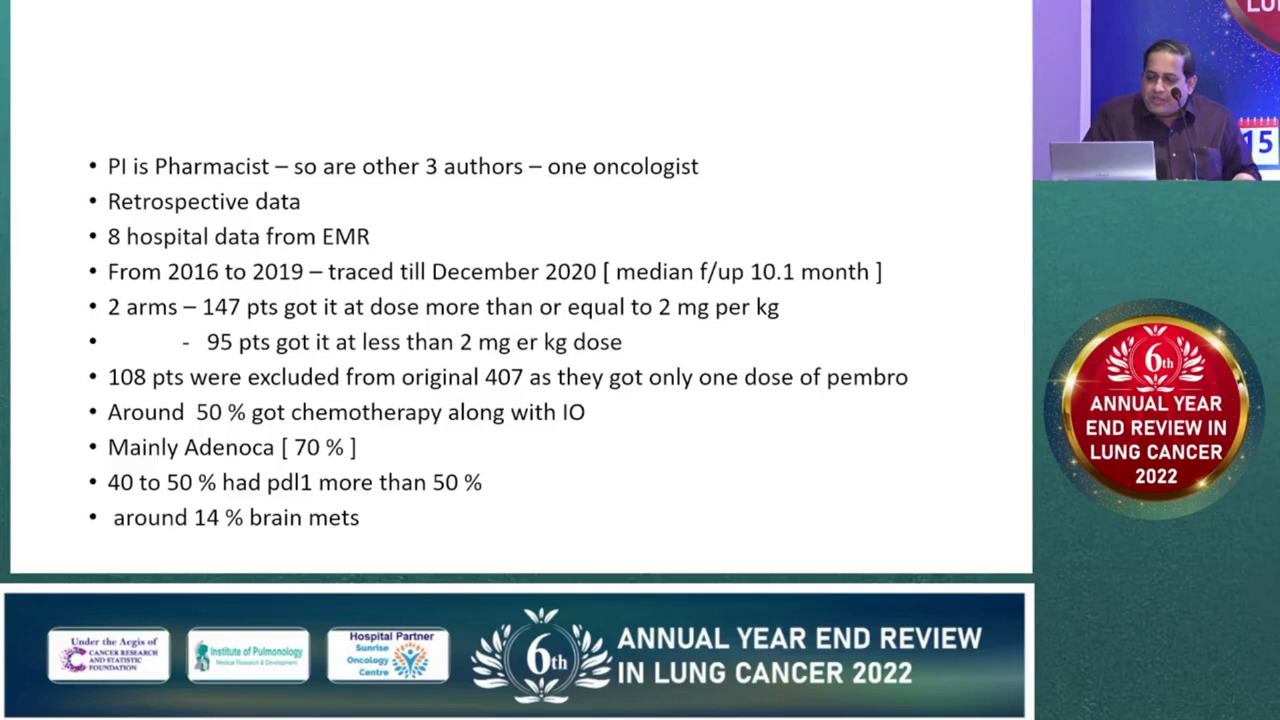 LU
• PI is Pharmacist – so are other 3 authors – one oncologist
• Retrospective data
• 8 hospital data from EMR
• From 2016 to 2019 – traced till December 2020 [ median f/up 10.1 month ]
• 2 arms – 147 pts got it at dose more than or equal to 2 mg per kg
• - 95 pts got it at less than 2 mg er kg dose
• 108 pts were excluded from original 407 as they got only one dose of pembro
• Around 50 % got chemotherapy along with IO
• Mainly Adenoca [ 70 % ]
• 40 to 50 % had pdl1 more than 50 %
• around 14 % brain mets
15
6th
ANNUAL YEAR
END REVIEW IN
LUNG CANCER
2022
Under the Aegis of
CANCER RESEARCH
AND STATISTIC
FOUNDATION
Institute of Pulmonology
Medical Research & Development
Hospital Partner
Sunrise
Oncology
Centre
6th
ANNUAL YEAR END REVIEW
IN LUNG CANCER 2022